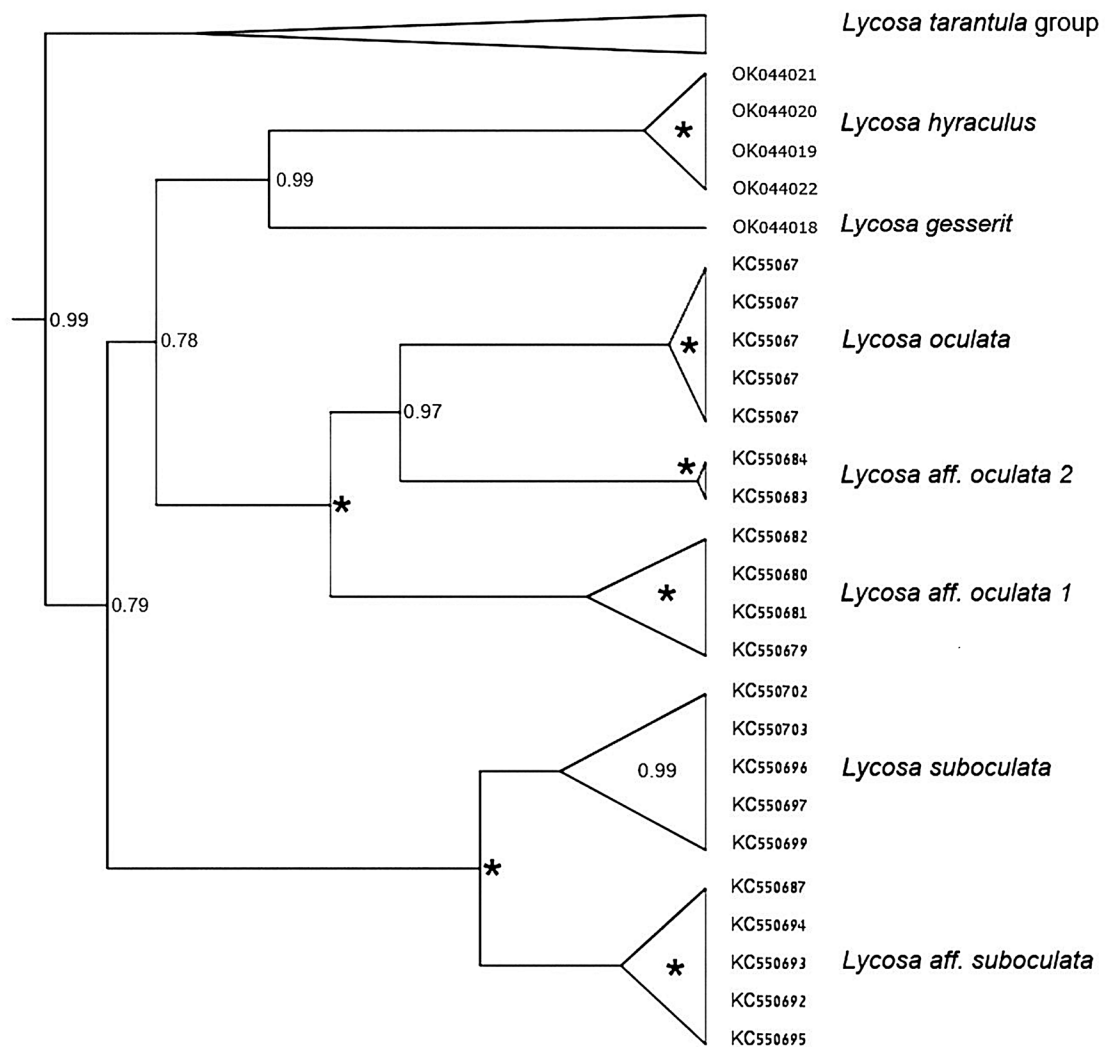 Lycosa tarantula group
OK044021
OK044020
Lycosa hyraculus
*
OK044019
OK044022
0.99
OK044018
Lycosa gesserit
KC55067
KC55067
0.99
0.78
KC55067
Lycosa oculata
*
KC55067
KC55067
0.97
KC550684
*
Lycosa aff. oculata 2
KC550683
*
KC550682
KC550680
Lycosa aff. oculata 1
*
0.79
KC550681
KC550679
KC550702
KC550703
0.99
KC550696
Lycosa suboculata
KC550697
KC550699
*
KC550687
KC550694
*
KC550693
Lycosa aff. suboculata
KC550692
KC550695